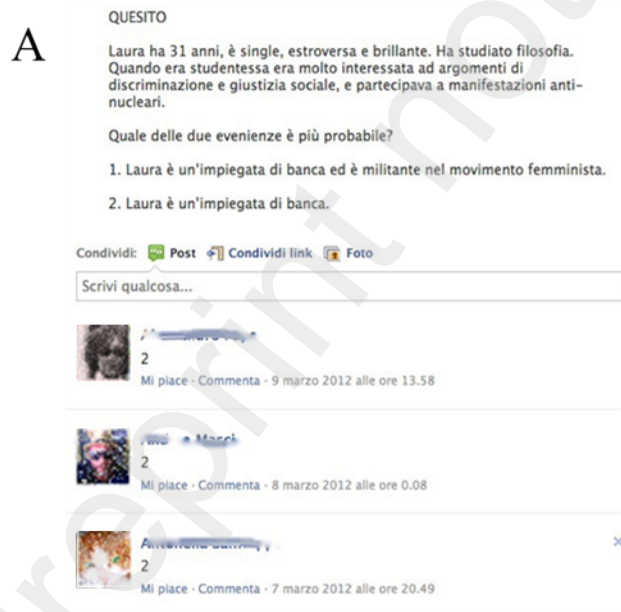 A
QUESITO
Laura ha 31 anni, è single, estroversa e brillante. Ha studiato filosofia.
Quando era studentessa era molto interessata ad argomenti di
discriminazione e giustizia sociale, e partecipava a manifestazioni anti-
nucleari.
Quale delle due evenienze è più probabile?
1. Laura è un'impiegata di banca ed è militante nel movimento femminista.
2. Laura è un'impiegata di banca.
Condividi: Post Condividi link Foto
Scrivi qualcosa...
2
Mi piace · Commenta · 9 marzo 2012 alle ore 13.58
2
Mi piace · Commenta · 8 marzo 2012 alle ore 0.08
2
Mi piace · Commenta · 7 marzo 2012 alle ore 20.49